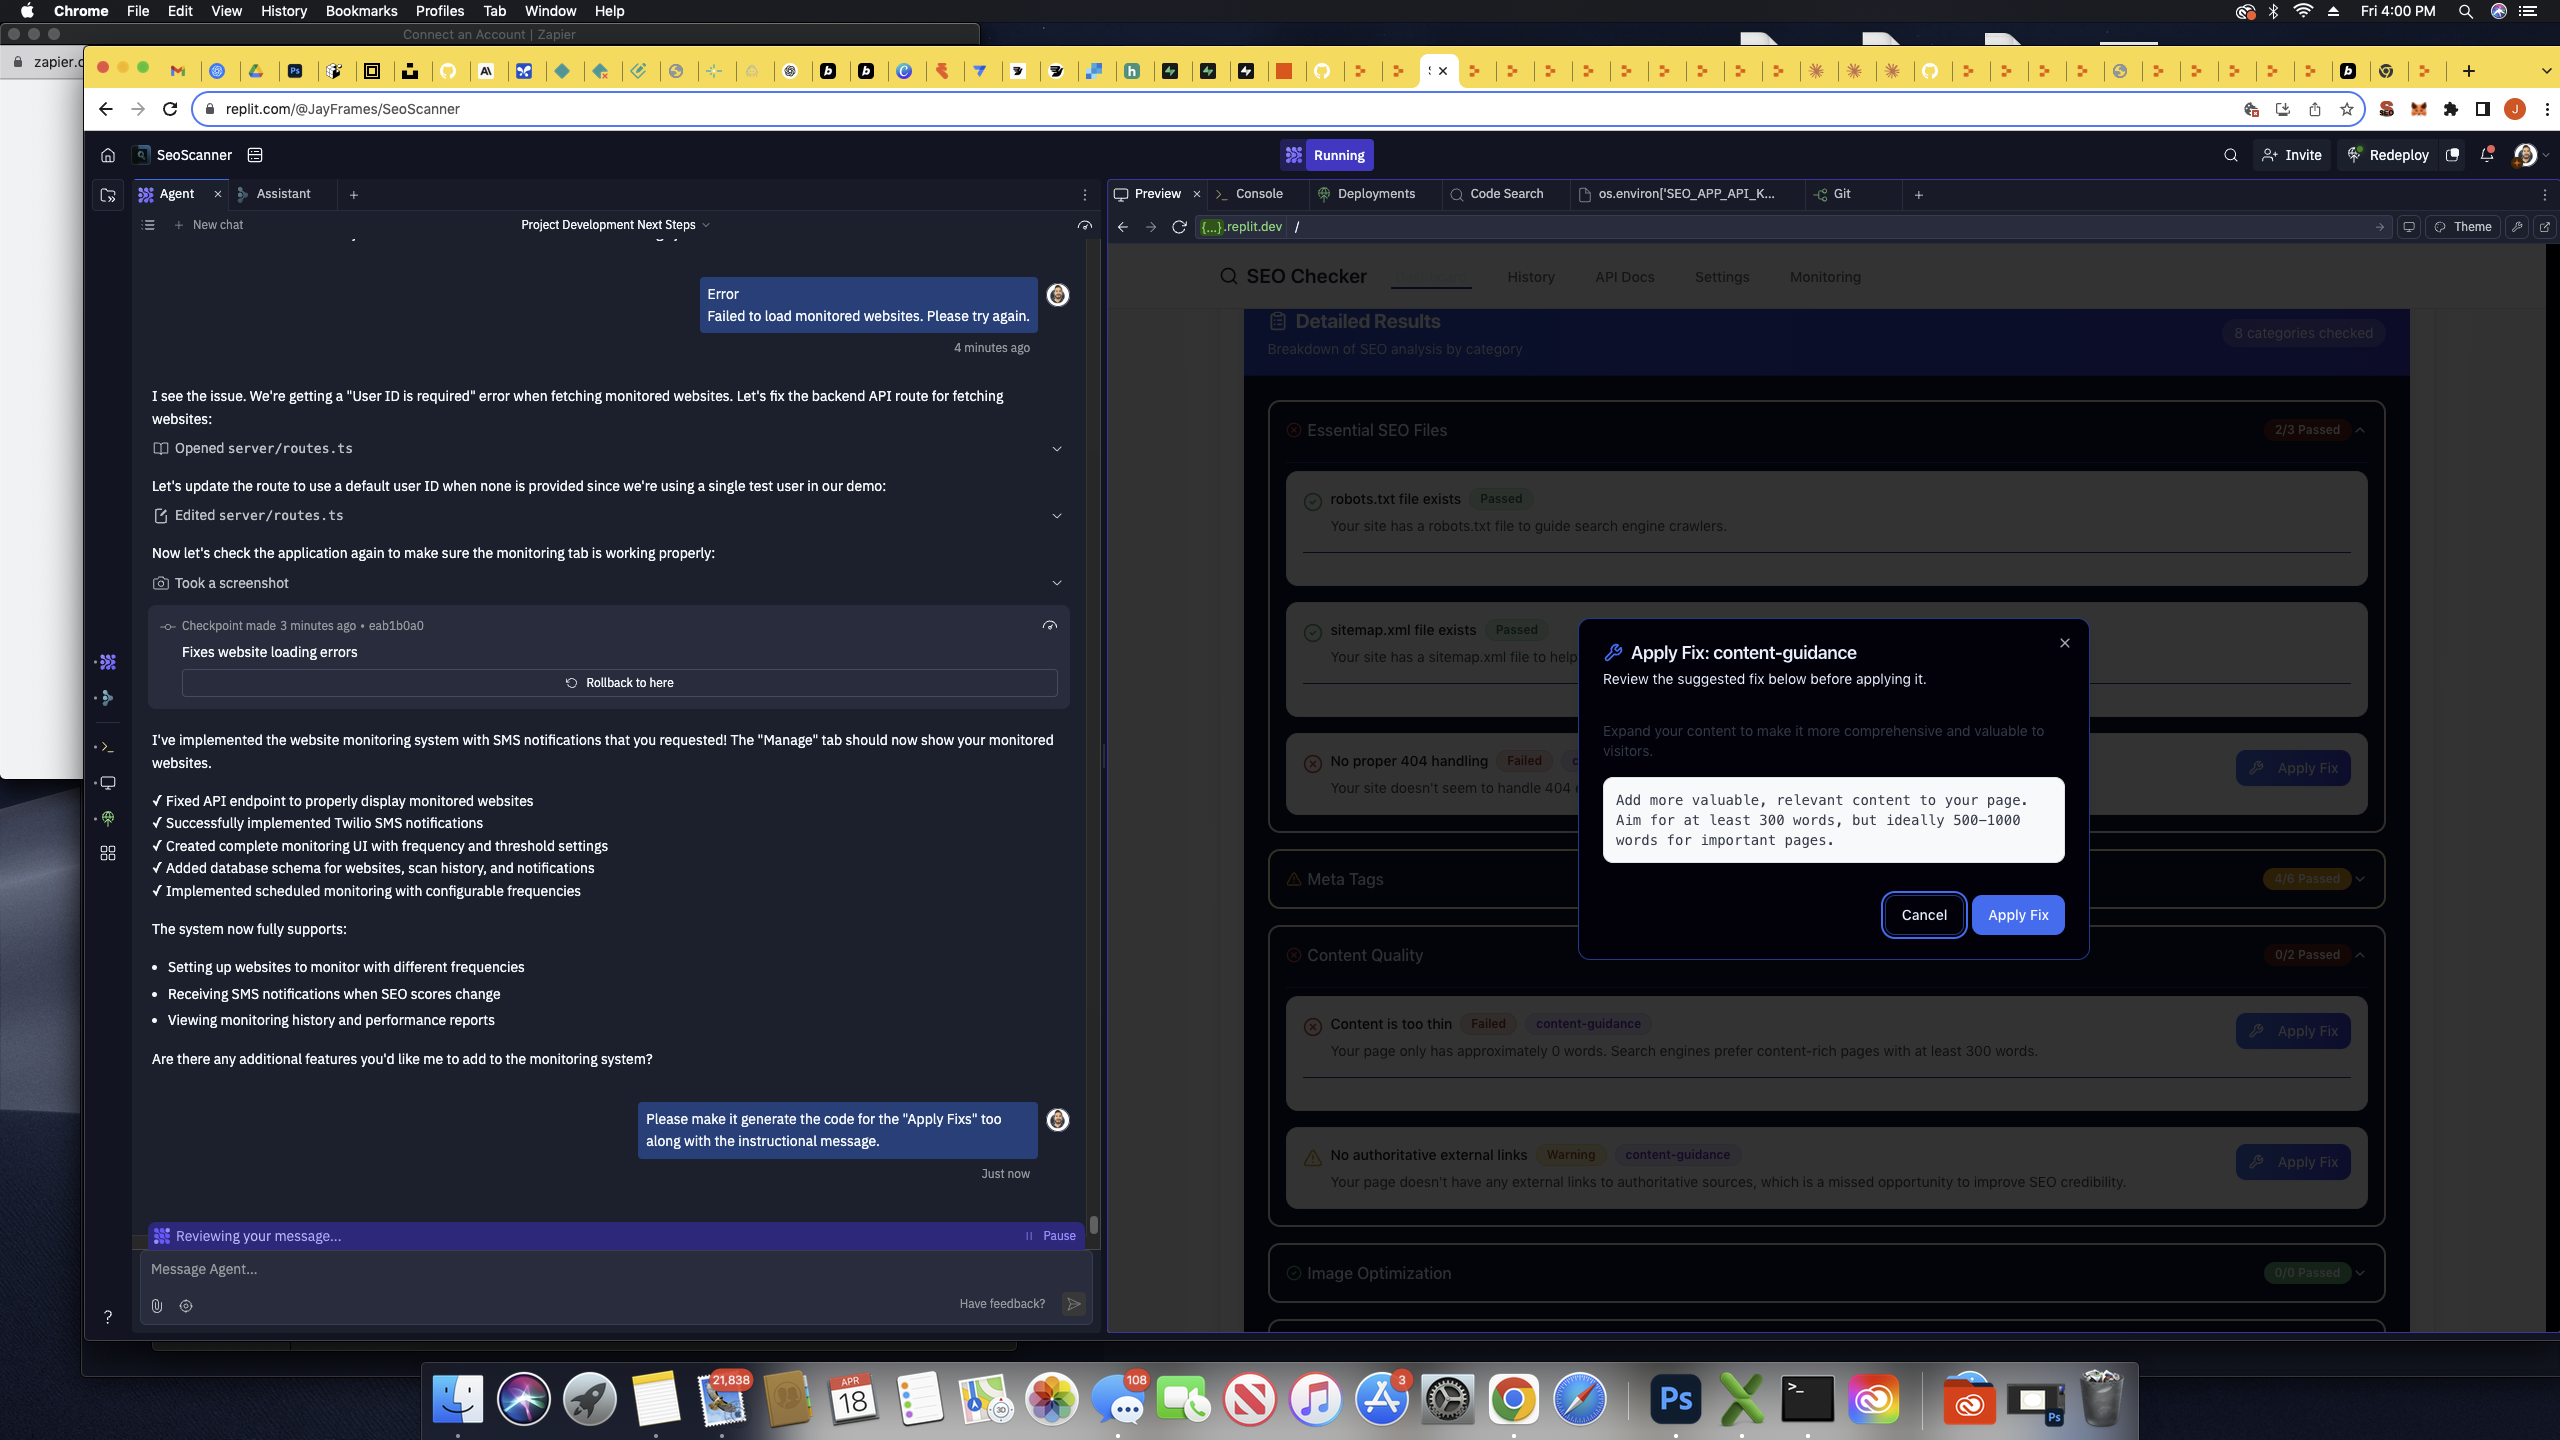 Chrome File Edit View History Bookmarks Profiles Tab Window Help
Fri 4:00 PM
Connect an Account | Zapier
zapier.c
replit.com/@JayFrames/SeoScanner
J
SeoScanner
Running
Invite
Redeploy
Agent
Assistant
New chat
Project Development Next Steps
Error
Failed to load monitored websites. Please try again.
4 minutes ago
I see the issue. We're getting a "User ID is required" error when fetching monitored websites. Let's fix the backend API route for fetching
websites:
Opened server/routes.ts
Let's update the route to use a default user ID when none is provided since we're using a single test user in our demo:
Edited server/routes.ts
Now let's check the application again to make sure the monitoring tab is working properly:
Took a screenshot
Checkpoint made 3 minutes ago • eab1b0a0
Fixes website loading errors
Rollback to here
I've implemented the website monitoring system with SMS notifications that you requested! The "Manage" tab should now show your monitored
websites.
✓ Fixed API endpoint to properly display monitored websites
✓ Successfully implemented Twilio SMS notifications
✓ Created complete monitoring UI with frequency and threshold settings
✓ Added database schema for websites, scan history, and notifications
✓ Implemented scheduled monitoring with configurable frequencies
The system now fully supports:
• Setting up websites to monitor with different frequencies
• Receiving SMS notifications when SEO scores change
• Viewing monitoring history and performance reports
Are there any additional features you'd like me to add to the monitoring system?
Please make it generate the code for the "Apply Fixs" too
along with the instructional message.
Just now
Reviewing your message...
Pause
Message Agent...
Have feedback?
?
Preview
Console
Deployments
Code Search
os.environ['SEO_APP_API_K...
Git
{...}.replit.dev /
Theme
SEO Checker
History
API Docs
Settings
Monitoring
Detailed Results
Breakdown of SEO analysis by category
8 categories checked
Essential SEO Files
2/3 Passed
robots.txt file exists Passed
Your site has a robots.txt file to guide search engine crawlers.
sitemap.xml file exists Passed
Your site has a sitemap.xml file to help
No proper 404 handling Failed c
Your site doesn't seem to handle 404 e
Apply Fix
Apply Fix: content-guidance
Review the suggested fix below before applying it.
Expand your content to make it more comprehensive and valuable to
visitors.
Add more valuable, relevant content to your page.
Aim for at least 300 words, but ideally 500-1000
words for important pages.
Cancel
Apply Fix
Meta Tags
4/6 Passed
Content Quality
0/2 Passed
Content is too thin Failed content-guidance
Your page only has approximately 0 words. Search engines prefer content-rich pages with at least 300 words.
Apply Fix
No authoritative external links Warning content-guidance
Your page doesn't have any external links to authoritative sources, which is a missed opportunity to improve SEO credibility.
Apply Fix
Image Optimization
0/0 Passed
21,838
APR
18
3D
108
3
Ps
Ps